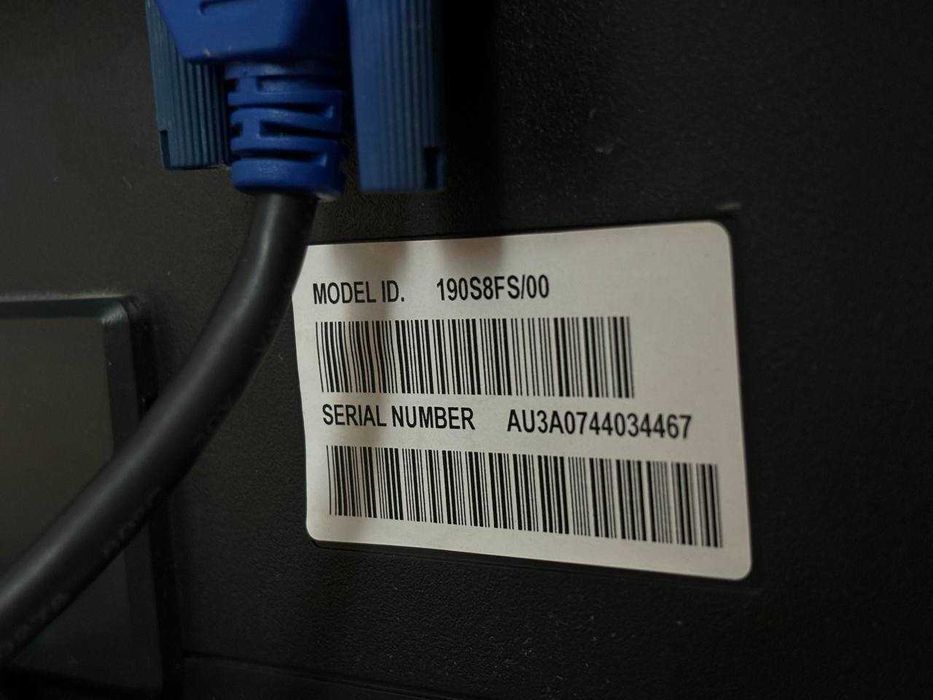 MODEL ID. 190S8FS/00
SERIAL NUMBER AU3A0744034467